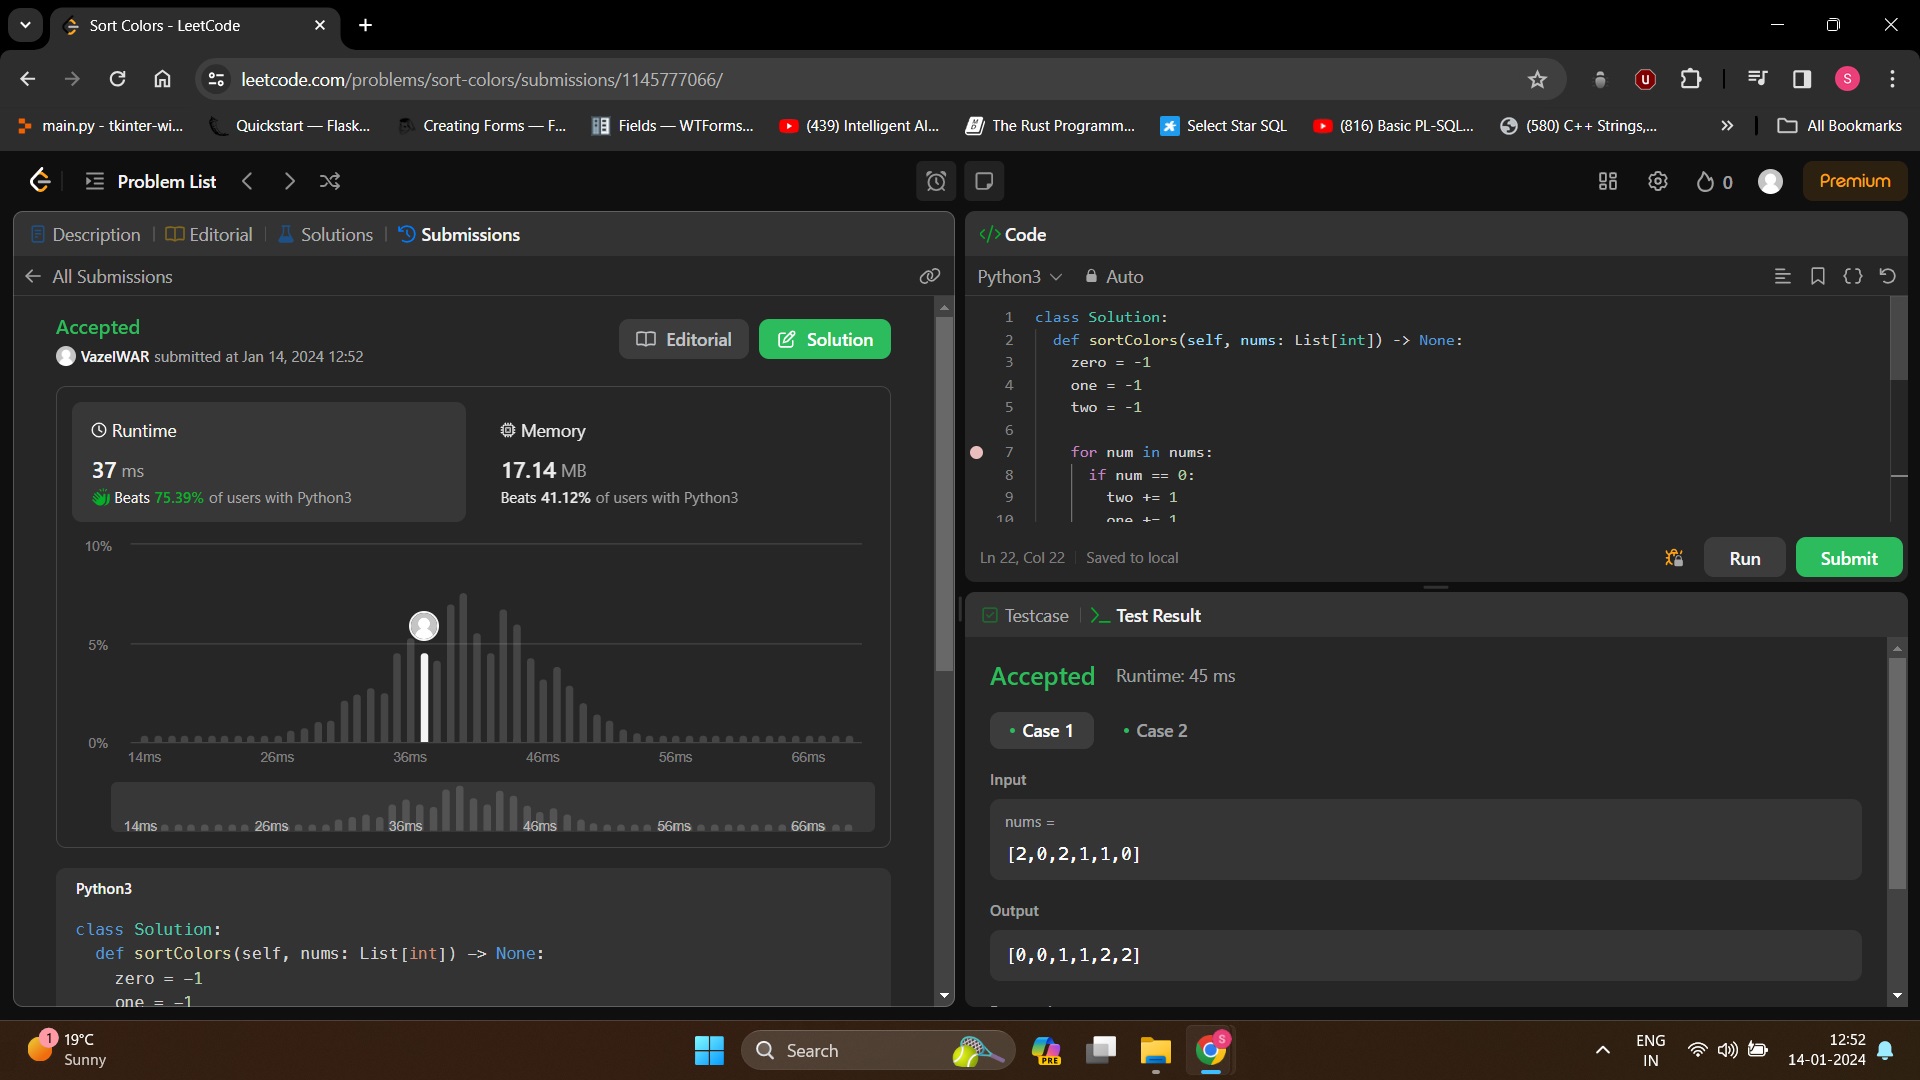 Sort Colors - LeetCode
leetcode.com/problems/sort-colors/submissions/1145777066/
S
main.py - tkinter-wi...
Quickstart — Flask...
Creating Forms — F...
Fields — WTForms...
(439) Intelligent AI...
The Rust Programm...
Select Star SQL
(816) Basic PL-SQL...
(580) C++ Strings,...
All Bookmarks
Problem List
0
Premium
Description
Editorial
Solutions
Submissions
All Submissions
Accepted
VazelWAR submitted at Jan 14, 2024 12:52
Editorial
Solution
Runtime
37 ms
Beats 75.39% of users with Python3
Memory
17.14 MB
Beats 41.12% of users with Python3
10%
5%
0%
14ms 26ms 36ms 46ms 56ms 66ms
14ms 26ms 36ms 46ms 56ms 66ms
Python3
class Solution:
def sortColors(self, nums: List[int]) -> None:
zero = -1
one = -1
</> Code
Python3
Auto
1 class Solution:
2 def sortColors(self, nums: List[int]) -> None:
3 zero = -1
4 one = -1
5 two = -1
6
7 for num in nums:
8 if num == 0:
9 two += 1
10 one += 1
Ln 22, Col 22
Saved to local
Run
Submit
Testcase
Test Result
Accepted Runtime: 45 ms
• Case 1
• Case 2
Input
nums =
[2,0,2,1,1,0]
Output
[0,0,1,1,2,2]
1
19°C
Sunny
Search
PRE
S
ENG
IN
12:52
14-01-2024